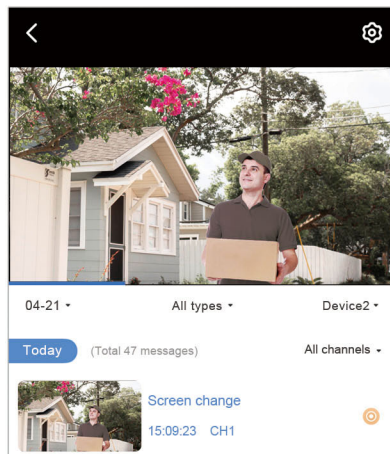 04-21 All types Device2
Today (Total 47 messages) All channels
Screen change
15:09:23 CH1